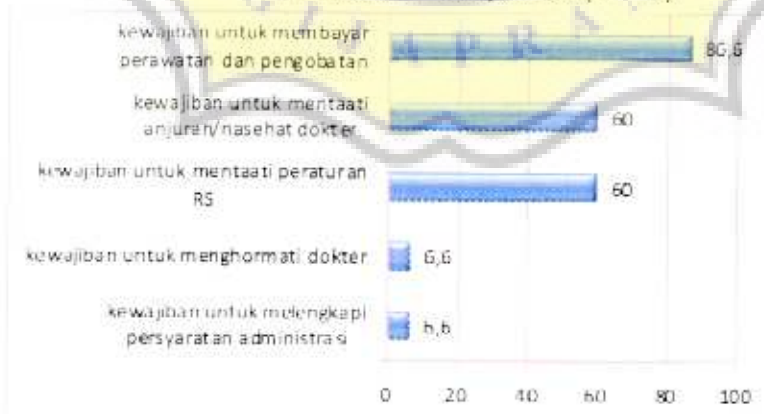 kewajiban untuk membayar
perawatan dan pengobatan
86,6
kewajiban untuk mentaati
anjuran/nasehat dokter
60
kewajiban untuk mentaati peraturan
RS
60
kewajiban untuk menghormati dokter
6,6
kewajiban untuk melengkapi
persyaratan administrasi
6,6
0 20 40 60 80 100